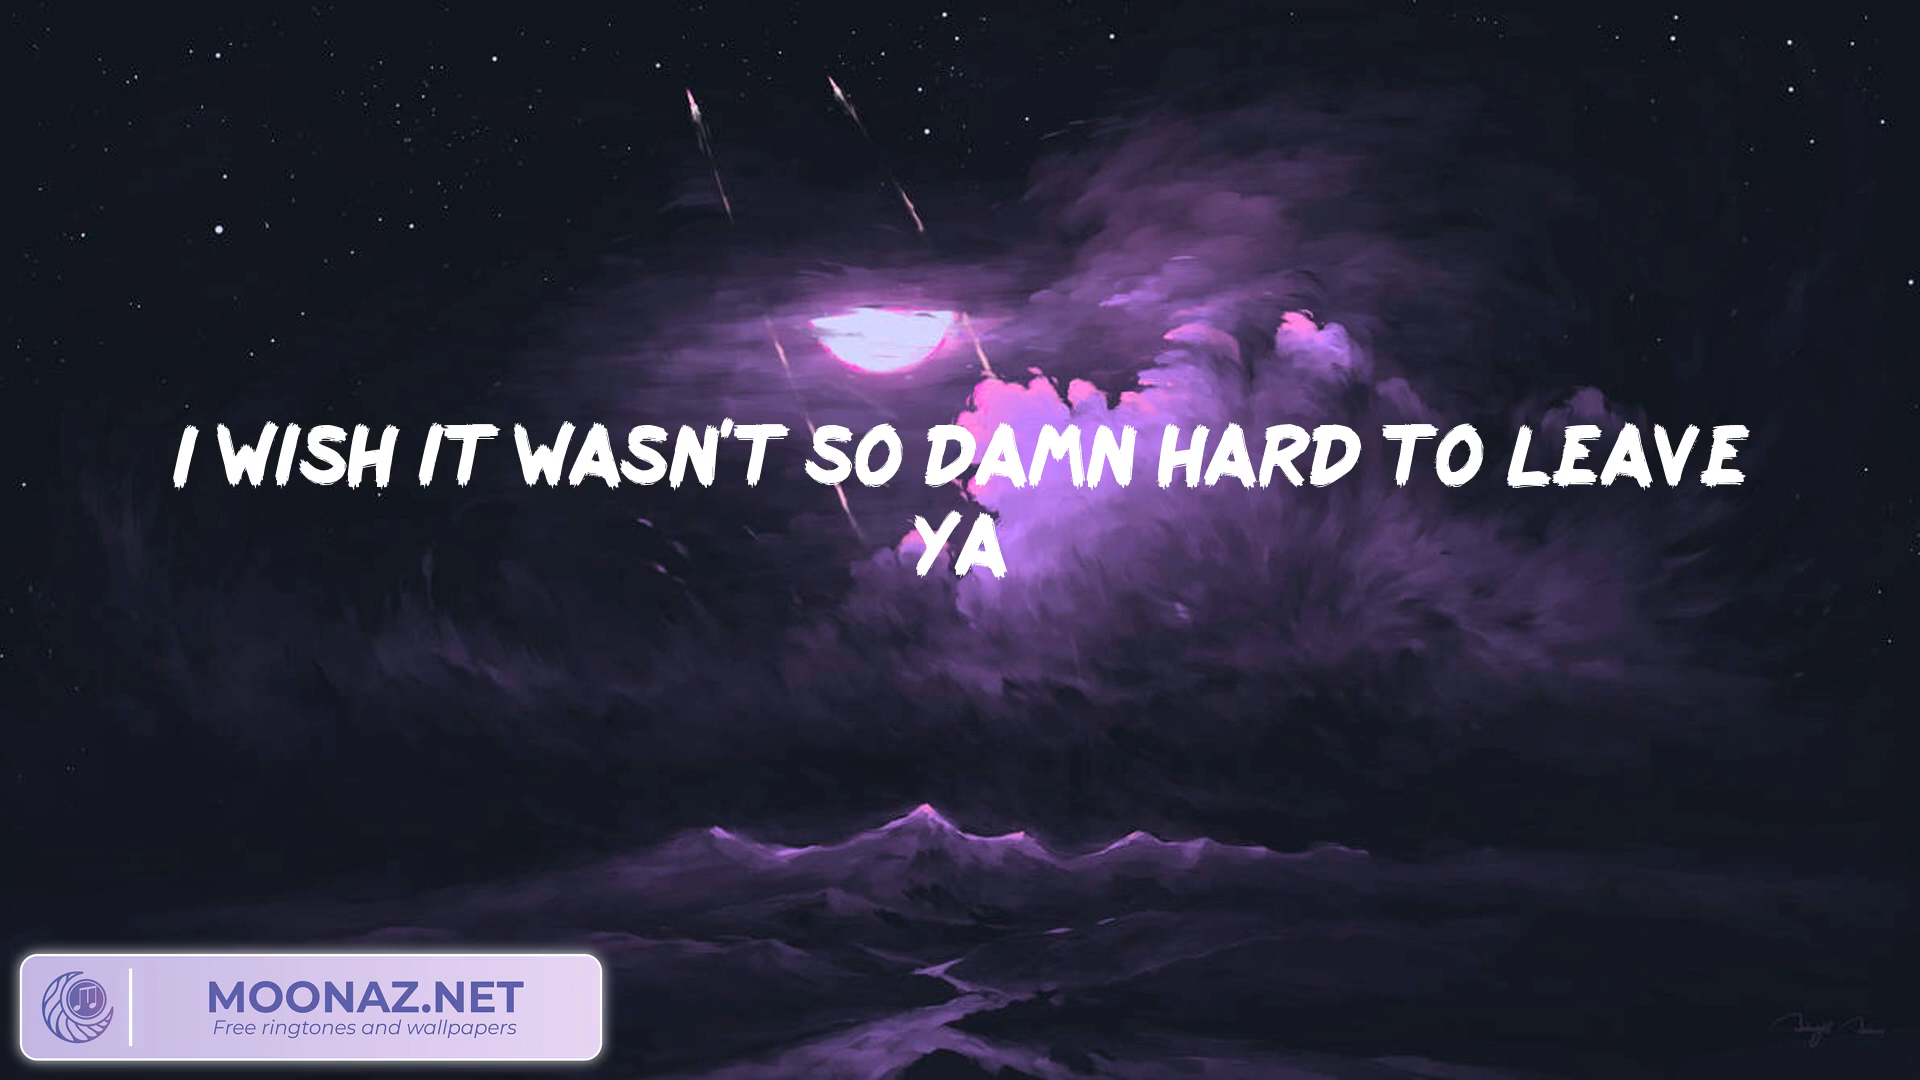 I WISH IT WASN'T SO DAMN HARD TO LEAVE
YA
MOONAZ.NET
Free ringtones and wallpapers